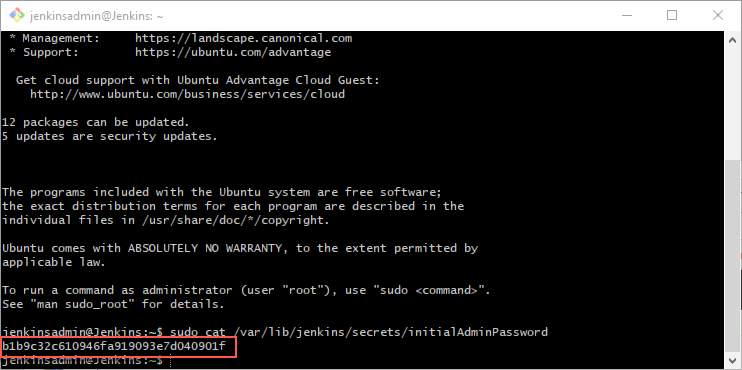 jenkinsadmin@Jenkins: ~
* Management:     https://landscape.canonical.com
* Support:        https://ubuntu.com/advantage
Get cloud support with Ubuntu Advantage Cloud Guest:
http://www.ubuntu.com/business/services/cloud
12 packages can be updated.
5 updates are security updates.
The programs included with the Ubuntu system are free software;
the exact distribution terms for each program are described in the
individual files in /usr/share/doc/*/copyright.
Ubuntu comes with ABSOLUTELY NO WARRANTY, to the extent permitted by
applicable law.
To run a command as administrator (user "root"), use "sudo <command>".
See "man sudo_root" for details.
jenkinsadmin@Jenkins:~$ sudo cat /var/lib/jenkins/secrets/initialAdminPassword
b1b9c32c610946fa919093e7d040901f
jenkinsadmin@Jenkins:~$